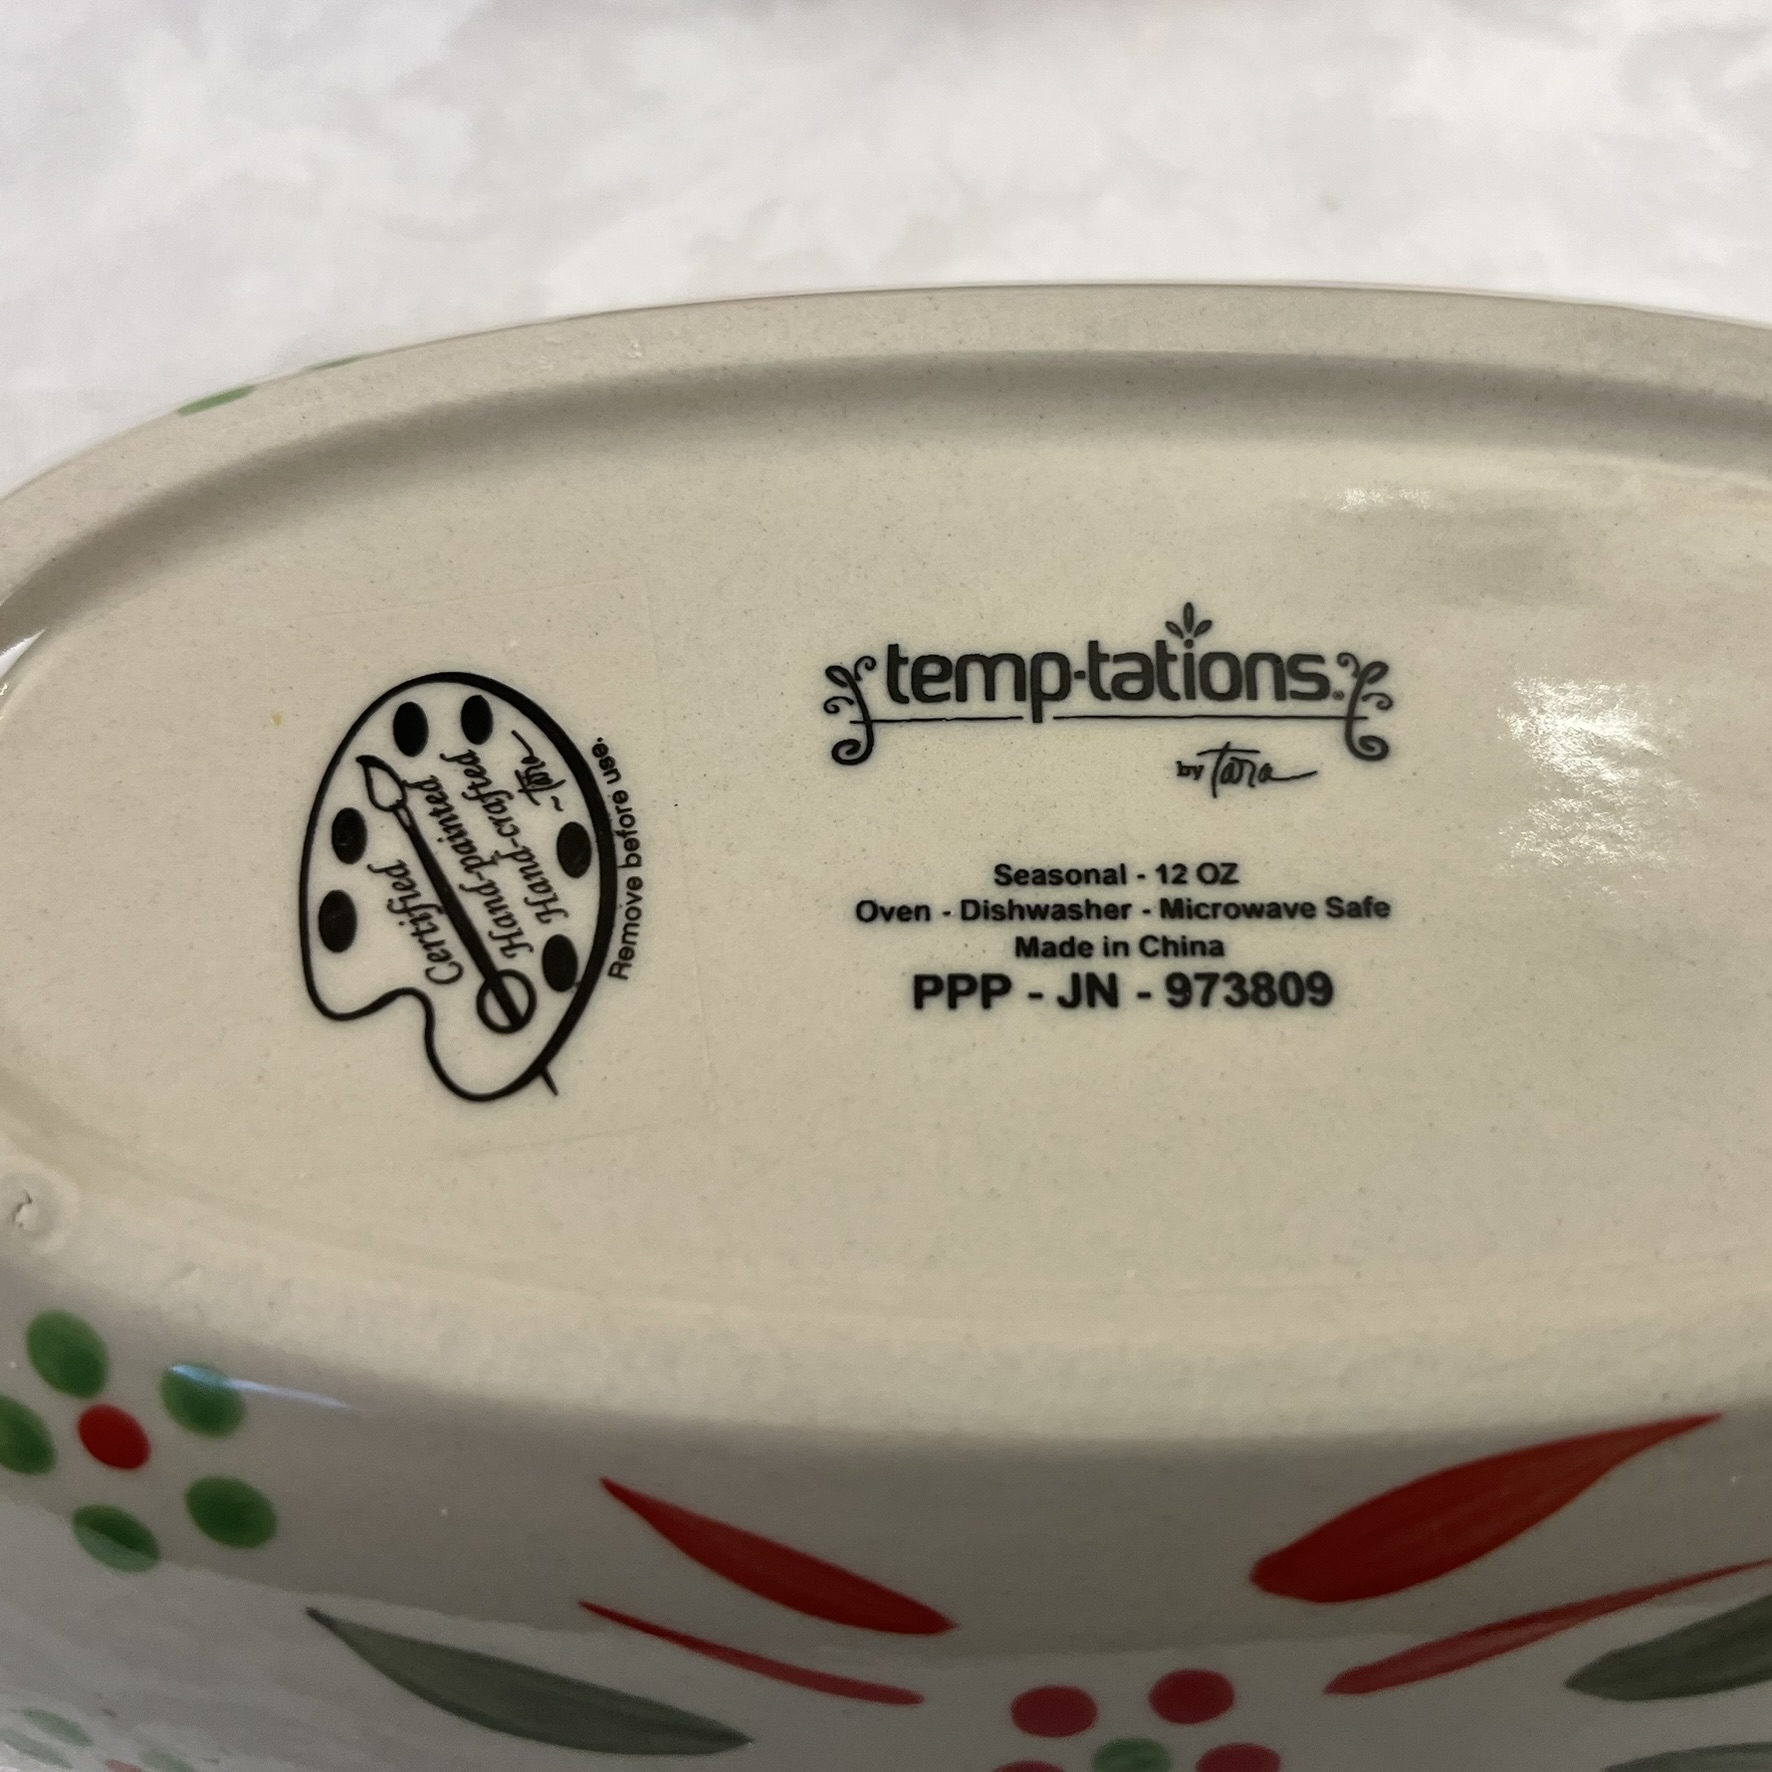 Certified
Hand-painted
Hand-crafted
~Tara~
Remove before use.
temp-tations®
by Tara
Seasonal - 12 OZ
Oven - Dishwasher - Microwave Safe
Made in China
PPP - JN - 973809